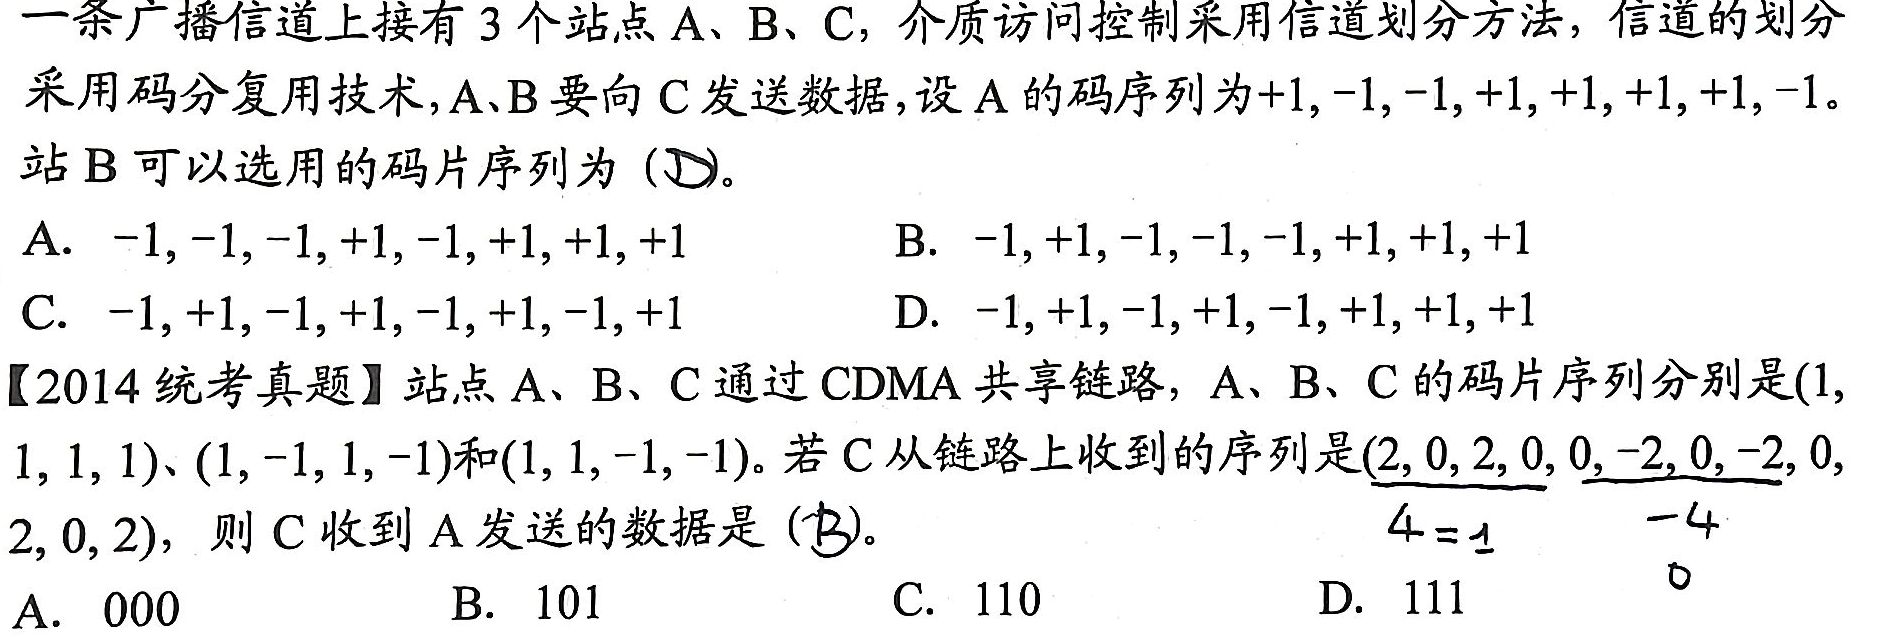 一条广播信道上接有 3 个站点 A、B、C，介质访问控制采用信道划分方法，信道的划分
采用码分复用技术，A、B 要向 C 发送数据，设 A 的码序列为+1, −1, −1, +1, +1, +1, +1, −1。
站 B 可以选用的码片序列为（D）。
A. −1, −1, −1, +1, −1, +1, +1, +1 B. −1, +1, −1, −1, −1, +1, +1, +1
C. −1, +1, −1, +1, −1, +1, −1, +1 D. −1, +1, −1, +1, −1, +1, +1, +1
【2014 统考真题】站点 A、B、C 通过 CDMA 共享链路，A、B、C 的码片序列分别是(1,
1, 1, 1)、(1, −1, 1, −1)和(1, 1, −1, −1)。若 C 从链路上收到的序列是(2, 0, 2, 0, 0, −2, 0, −2, 0,
2, 0, 2)，则 C 收到 A 发送的数据是（B）。 4=1 −4
0
A. 000 B. 101 C. 110 D. 111